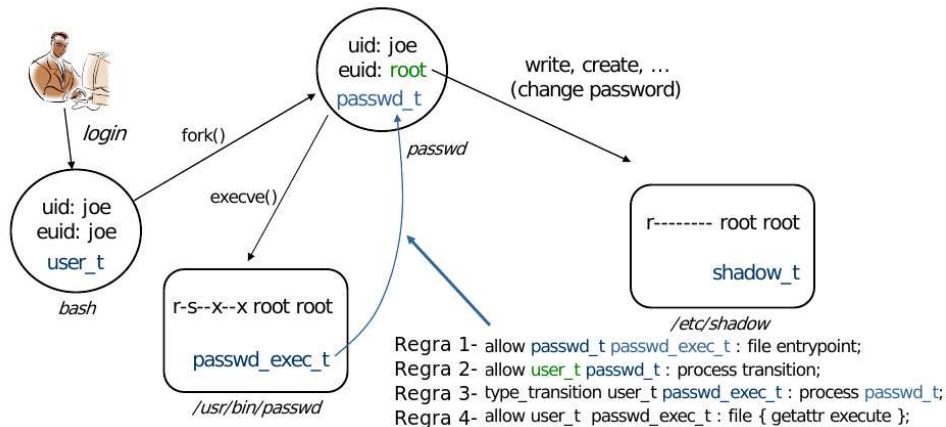 uid: joe
euid: root
passwd_t
write, create, ...
(change password)
login
fork()
passwd
execve()
uid: joe
euid: joe
user_t
bash
r-------- root root
shadow_t
/etc/shadow
r-s--x--x root root
passwd_exec_t
/usr/bin/passwd
Regra 1- allow passwd_t passwd_exec_t : file entrypoint;
Regra 2- allow user_t passwd_t : process transition;
Regra 3- type_transition user_t passwd_exec_t : process passwd_t;
Regra 4- allow user_t passwd_exec_t : file { getattr execute };